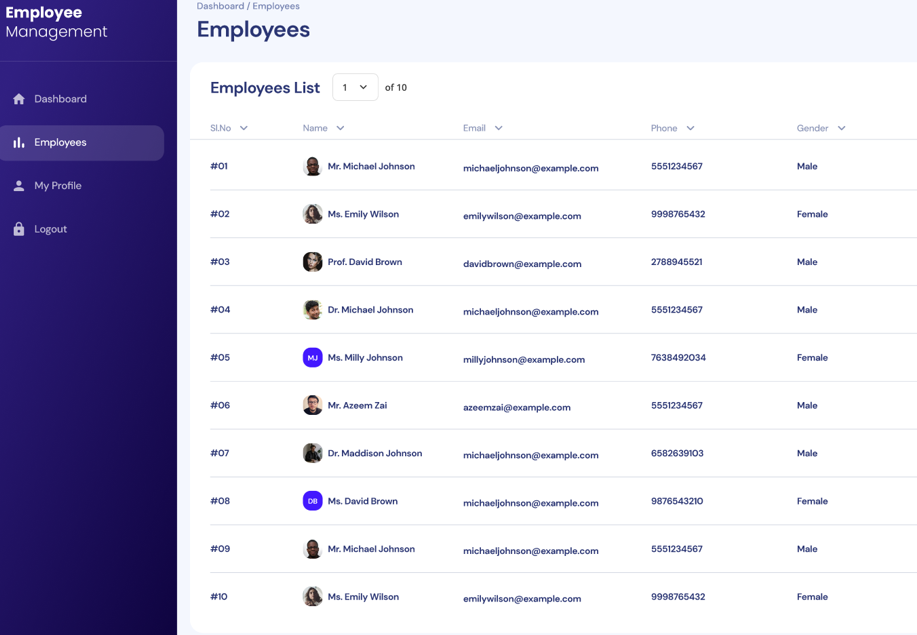 Employee
Management
Dashboard
Employees
My Profile
Logout
Dashboard / Employees
Employees
Employees List 1 of 10
Sl.No Name Email Phone Gender
#01 Mr. Michael Johnson michaeljohnson@example.com 5551234567 Male
#02 Ms. Emily Wilson emilywilson@example.com 9998765432 Female
#03 Prof. David Brown davidbrown@example.com 2788945521 Male
#04 Dr. Michael Johnson michaeljohnson@example.com 5551234567 Male
#05 MJ Ms. Milly Johnson millyjohnson@example.com 7638492034 Female
#06 Mr. Azeem Zai azeemzai@example.com 5551234567 Male
#07 Dr. Maddison Johnson michaeljohnson@example.com 6582639103 Male
#08 DB Ms. David Brown michaeljohnson@example.com 9876543210 Female
#09 Mr. Michael Johnson michaeljohnson@example.com 5551234567 Male
#10 Ms. Emily Wilson emilywilson@example.com 9998765432 Female